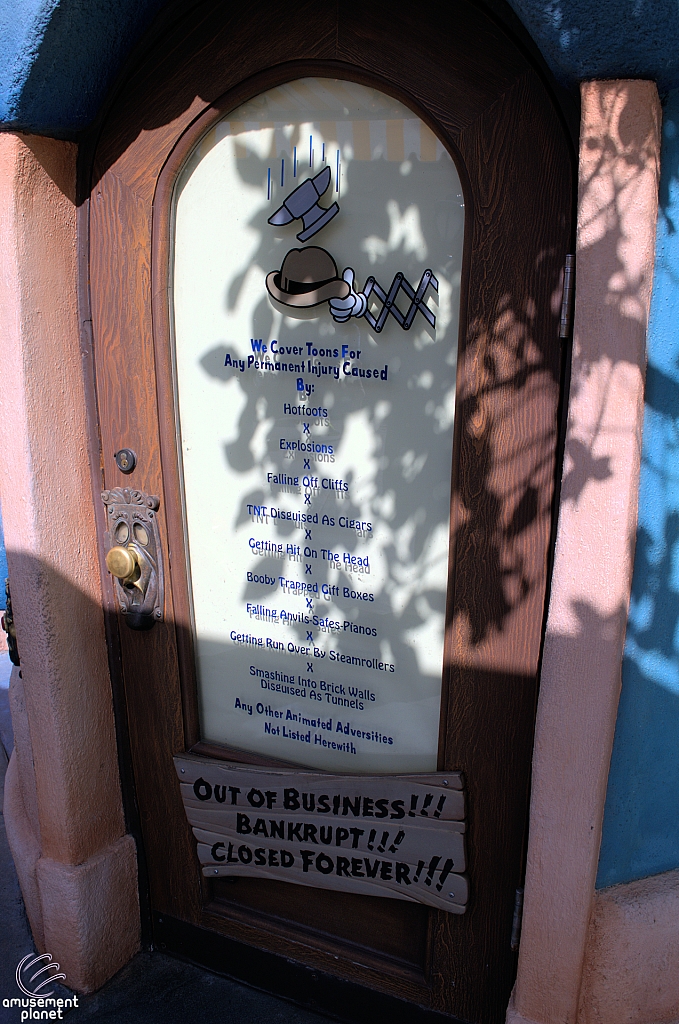 We Cover Toons For
Any Permanent Injury Caused
By:
Hotfoots
X
Explosions
X
Falling Off Cliffs
X
TNT Disguised As Cigars
X
Getting Hit On The Head
X
Booby Trapped Gift Boxes
X
Falling Anvils-Safes-Pianos
X
Getting Run Over By Steamrollers
X
Smashing Into Brick Walls
Disguised As Tunnels
Any Other Animated Adversities
Not Listed Herewith
OUT OF BUSINESS!!!
BANKRUPT!!!
CLOSED FOREVER!!!
amusement
planet